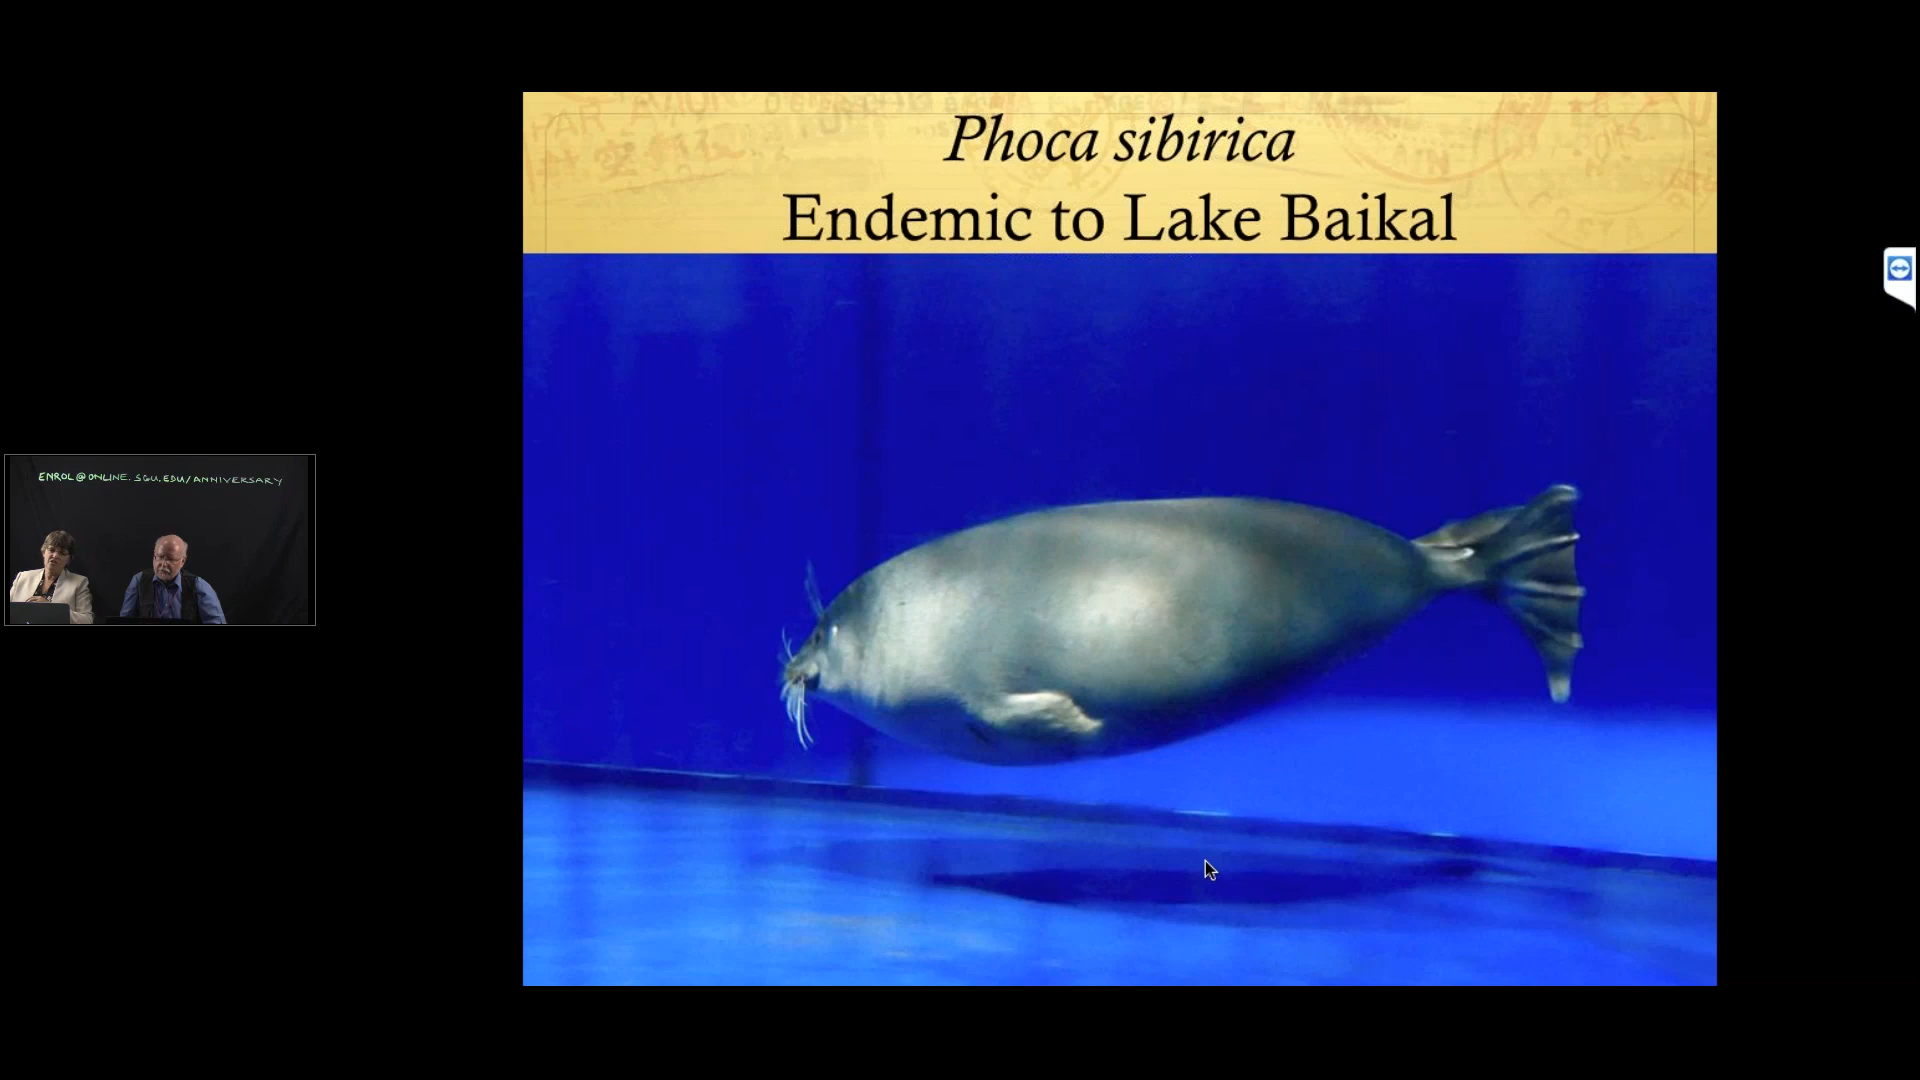 Phoca sibirica
Endemic to Lake Baikal
ENROL@ONLINE.SGU.EDU/ANNIVERSARY